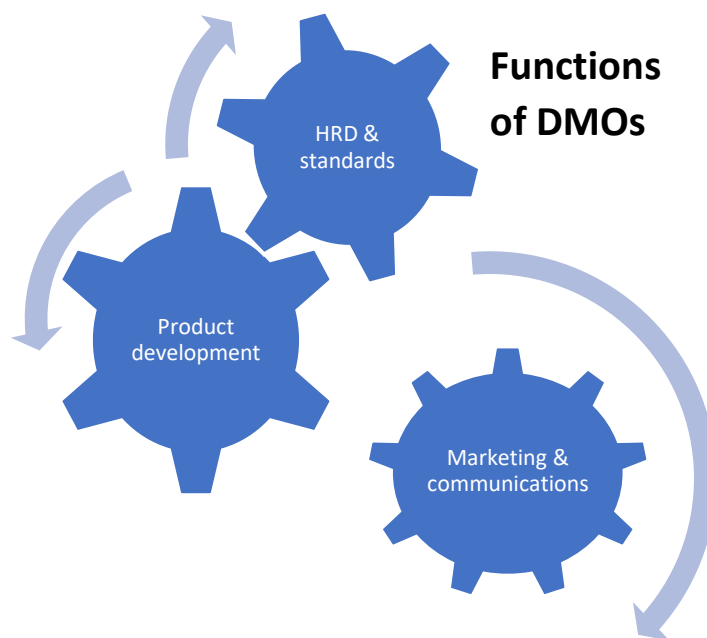 Functions
of DMOs
HRD &
standards
Product
development
Marketing &
communications